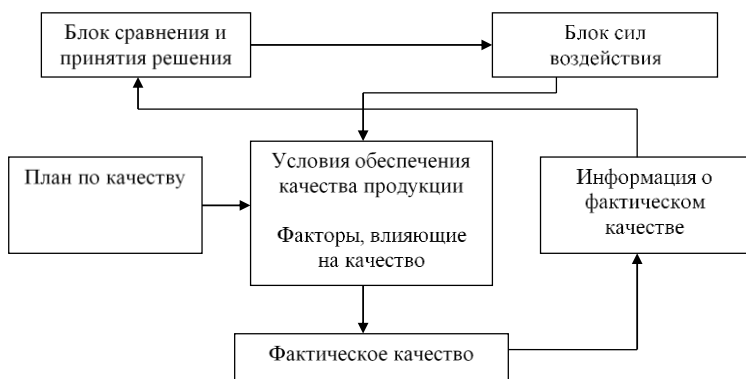 Блок сравнения и
принятия решения
Блок сил
воздействия
План по качеству
Условия обеспечения
качества продукции
Факторы, влияющие
на качество
Информация о
фактическом
качестве
Фактическое качество